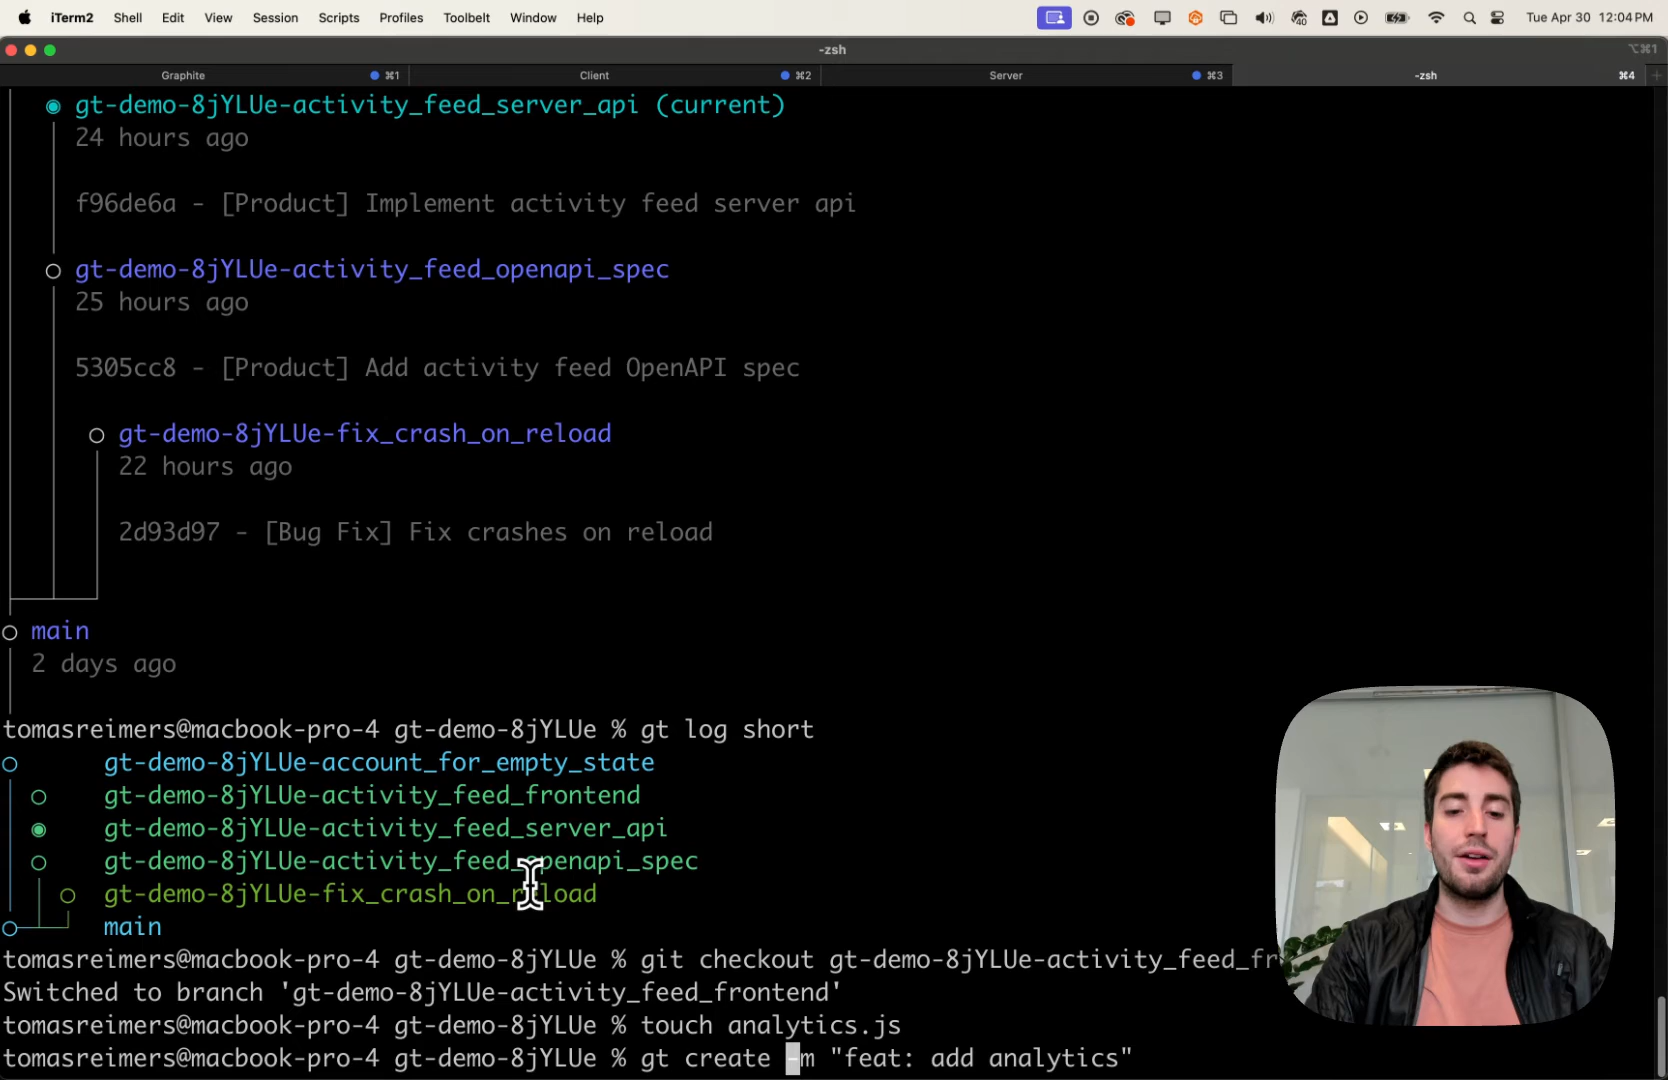 iTerm2 Shell Edit View Session Scripts Profiles Toolbelt Window Help 40 Tue Apr 30 12:04 PM
-zsh ⌥⌘1
Graphite ⌘1 Client ⌘2 Server ⌘3 -zsh ⌘4 +
gt-demo-8jYLUe-activity_feed_server_api (current)
24 hours ago
f96de6a - [Product] Implement activity feed server api
gt-demo-8jYLUe-activity_feed_openapi_spec
25 hours ago
5305cc8 - [Product] Add activity feed OpenAPI spec
gt-demo-8jYLUe-fix_crash_on_reload
22 hours ago
2d93d97 - [Bug Fix] Fix crashes on reload
main
2 days ago
tomasreimers@macbook-pro-4 gt-demo-8jYLUe % gt log short
gt-demo-8jYLUe-account_for_empty_state
gt-demo-8jYLUe-activity_feed_frontend
gt-demo-8jYLUe-activity_feed_server_api
gt-demo-8jYLUe-activity_feed_openapi_spec
gt-demo-8jYLUe-fix_crash_on_reload
main
tomasreimers@macbook-pro-4 gt-demo-8jYLUe % git checkout gt-demo-8jYLUe-activity_feed_fr
Switched to branch 'gt-demo-8jYLUe-activity_feed_frontend'
tomasreimers@macbook-pro-4 gt-demo-8jYLUe % touch analytics.js
tomasreimers@macbook-pro-4 gt-demo-8jYLUe % gt create -m "feat: add analytics"